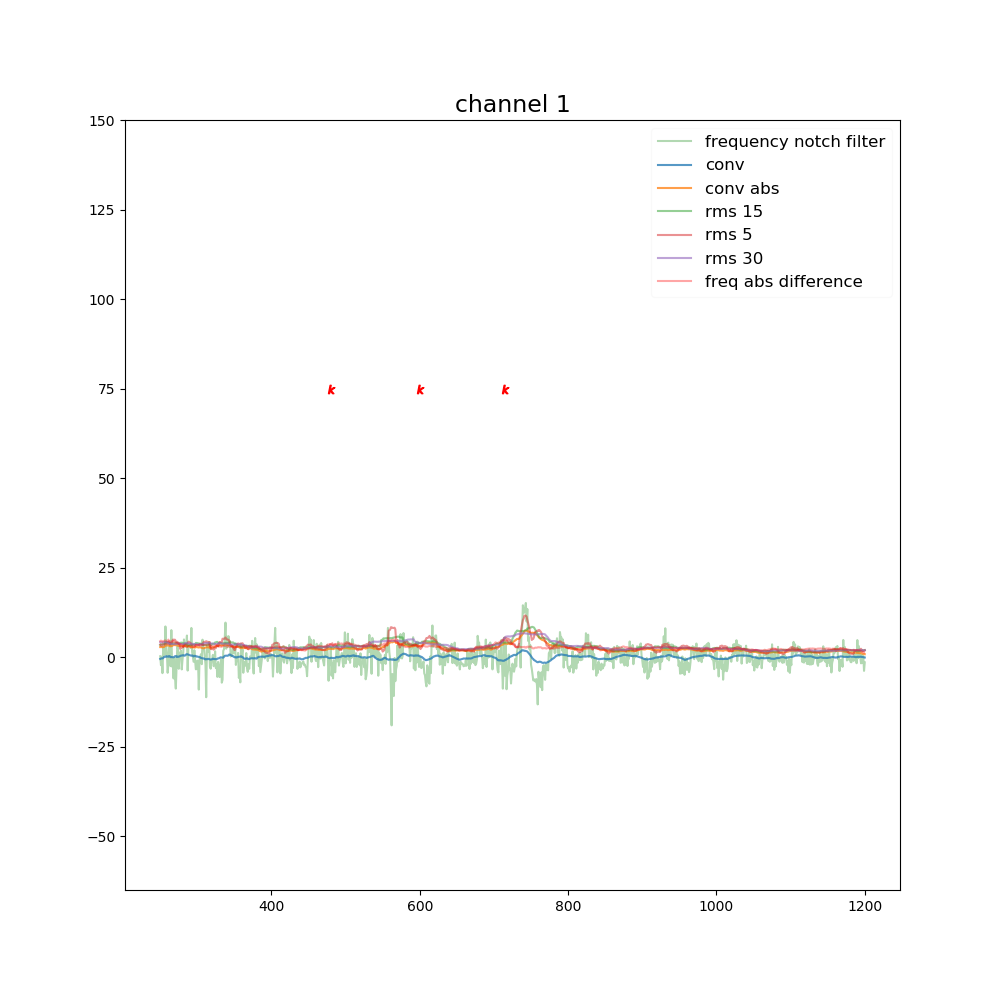 channel 1
150
125
100
75
50
25
0
−25
−50
frequency notch filter
conv
conv abs
rms 15
rms 5
rms 30
freq abs difference
k k k
400 600 800 1000 1200